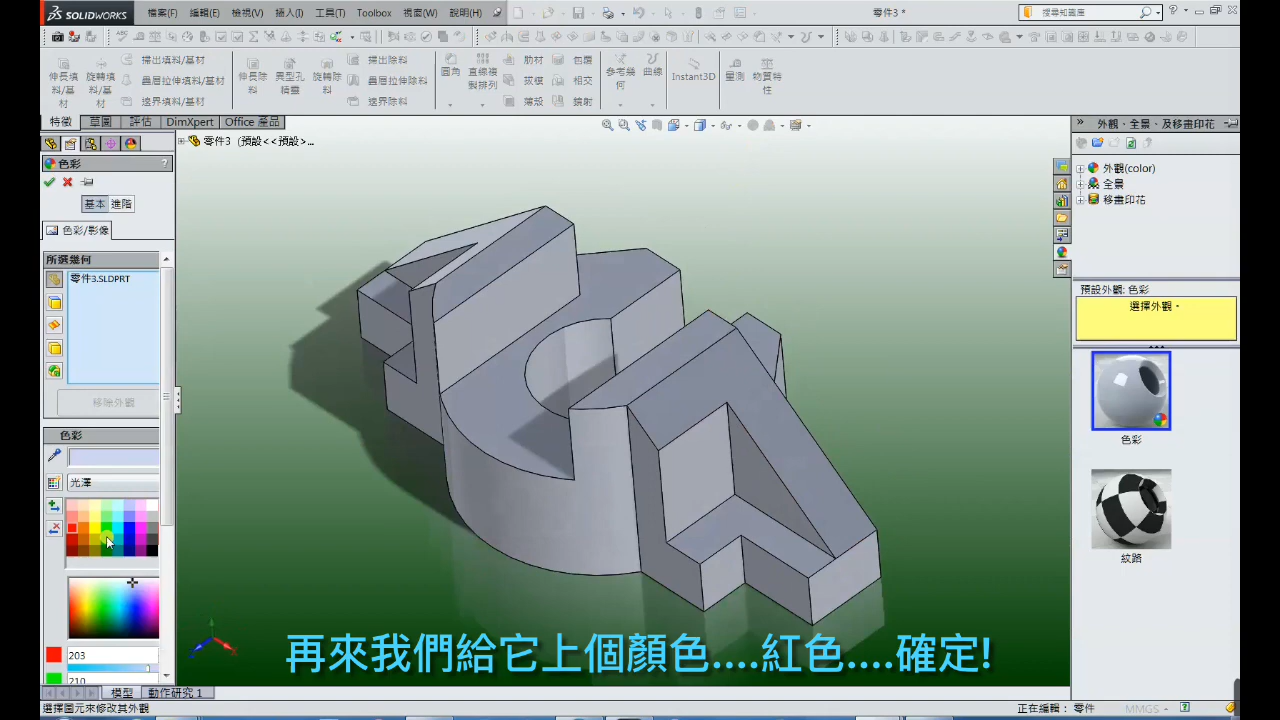 SOLIDWORKS
檔案(F) 編輯(E) 檢視(V) 插入(I) 工具(T) Toolbox 視窗(W) 說明(H)
零件3 *
搜尋知識庫
伸長填料/基材
旋轉填料/基材
掃出填料/基材
疊層拉伸填料/基材
邊界填料/基材
伸長除料
異型孔精靈
旋轉除料
掃出除料
疊層拉伸除料
邊界除料
圓角
直線複製排列
肋材
拔模
薄殼
包覆
相交
鏡射
參考幾何
曲線
Instant3D
量測
物質特性
特徵 草圖 評估 DimXpert Office 產品
零件3 (預設<<預設>...
色彩
?
基本 進階
色彩/影像
所選幾何
零件3.SLDPRT
移除外觀
色彩
光澤
203
210
外觀、全景、及移畫印花
外觀(color)
全景
移畫印花
預設外觀: 色彩
選擇外觀
色彩
紋路
再來我們給它上個顏色....紅色....確定!
模型 動作研究 1
選擇圖元來修改其外觀
正在編輯: 零件
MMGS